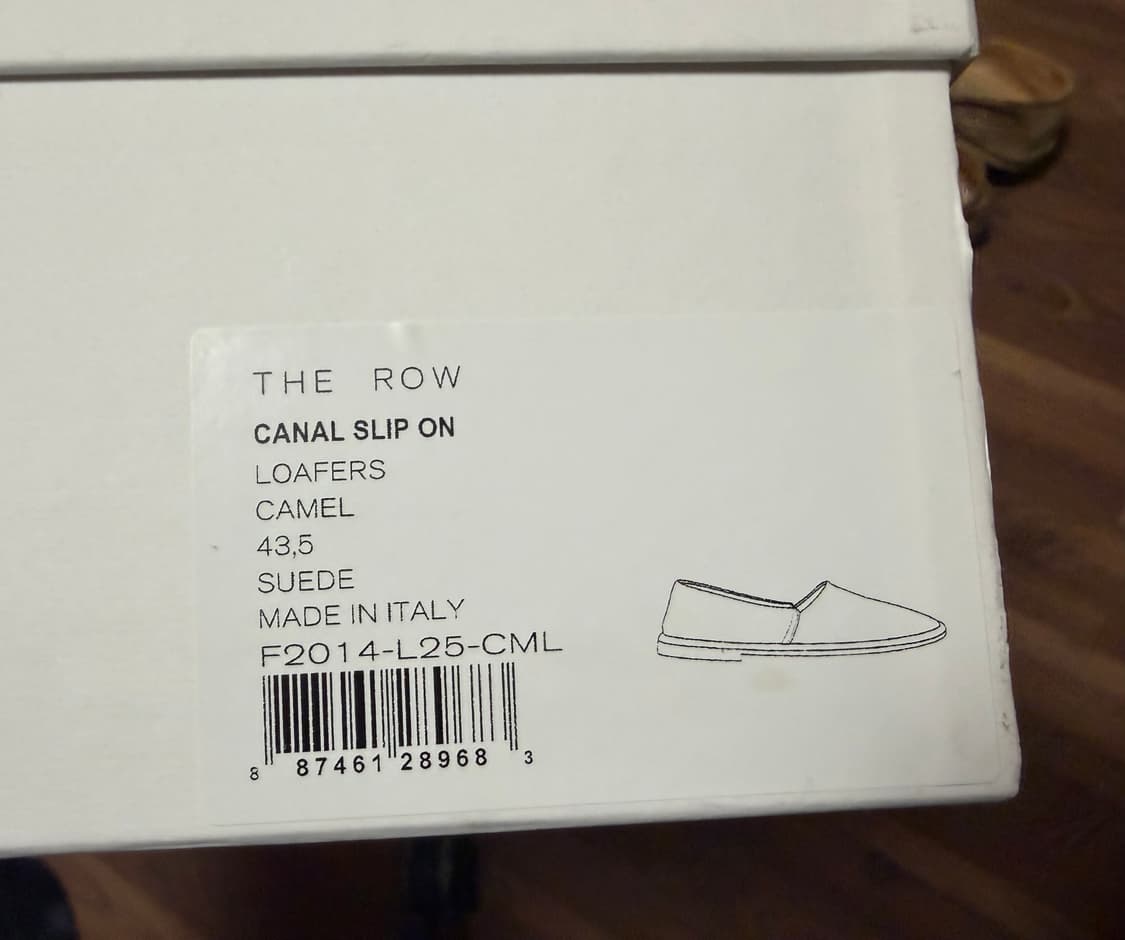 THE ROW
CANAL SLIP ON
LOAFERS
CAMEL
43,5
SUEDE
MADE IN ITALY
F2014-L25-CML
8 87461 28968 3